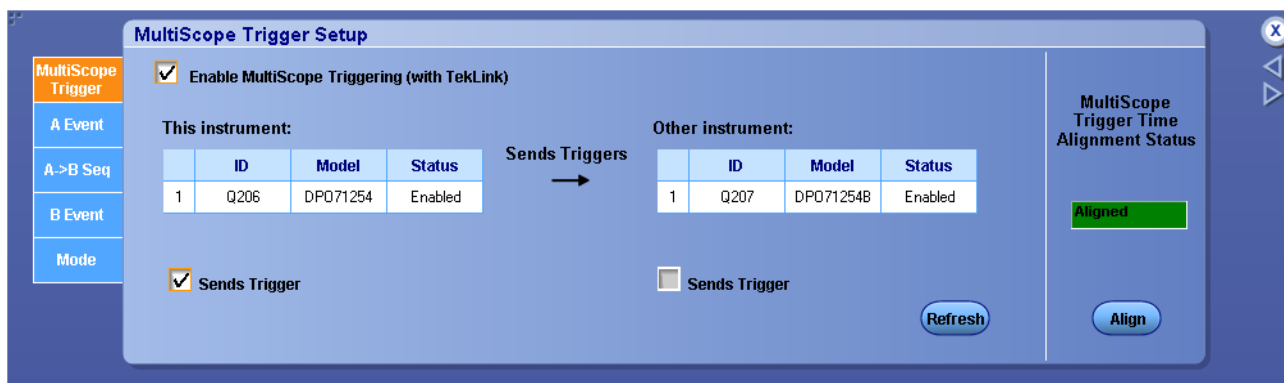 MultiScope Trigger Setup
MultiScope
Trigger
A Event
A->B Seq
B Event
Mode
Enable MultiScope Triggering (with TekLink)
This instrument:
ID Model Status
1 Q206 DPO71254 Enabled
Sends Trigger
Sends Triggers
Other instrument:
ID Model Status
1 Q207 DPO71254B Enabled
Sends Trigger
Refresh
MultiScope
Trigger Time
Alignment Status
Aligned
Align
X